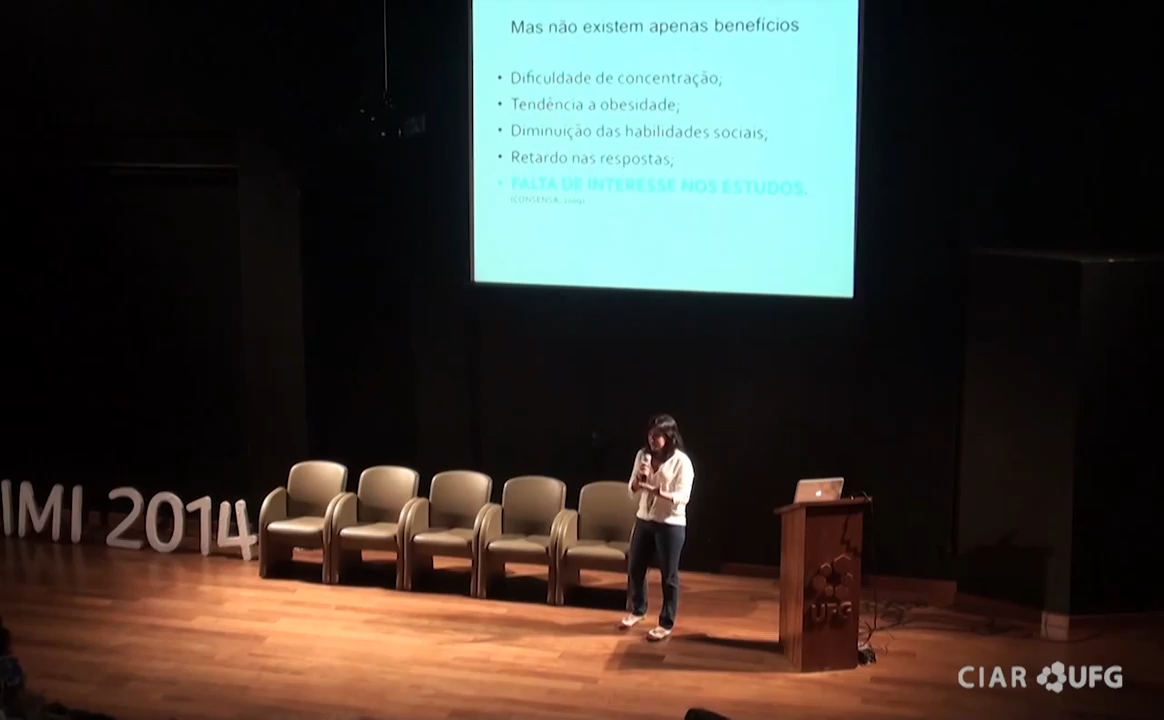 Mas não existem apenas benefícios
• Dificuldade de concentração;
• Tendência a obesidade;
• Diminuição das habilidades sociais;
• Retardo nas respostas;
• FALTA DE INTERESSE NOS ESTUDOS.
(CONSENSA,
IMI 2014
UFG
CIAR UFG